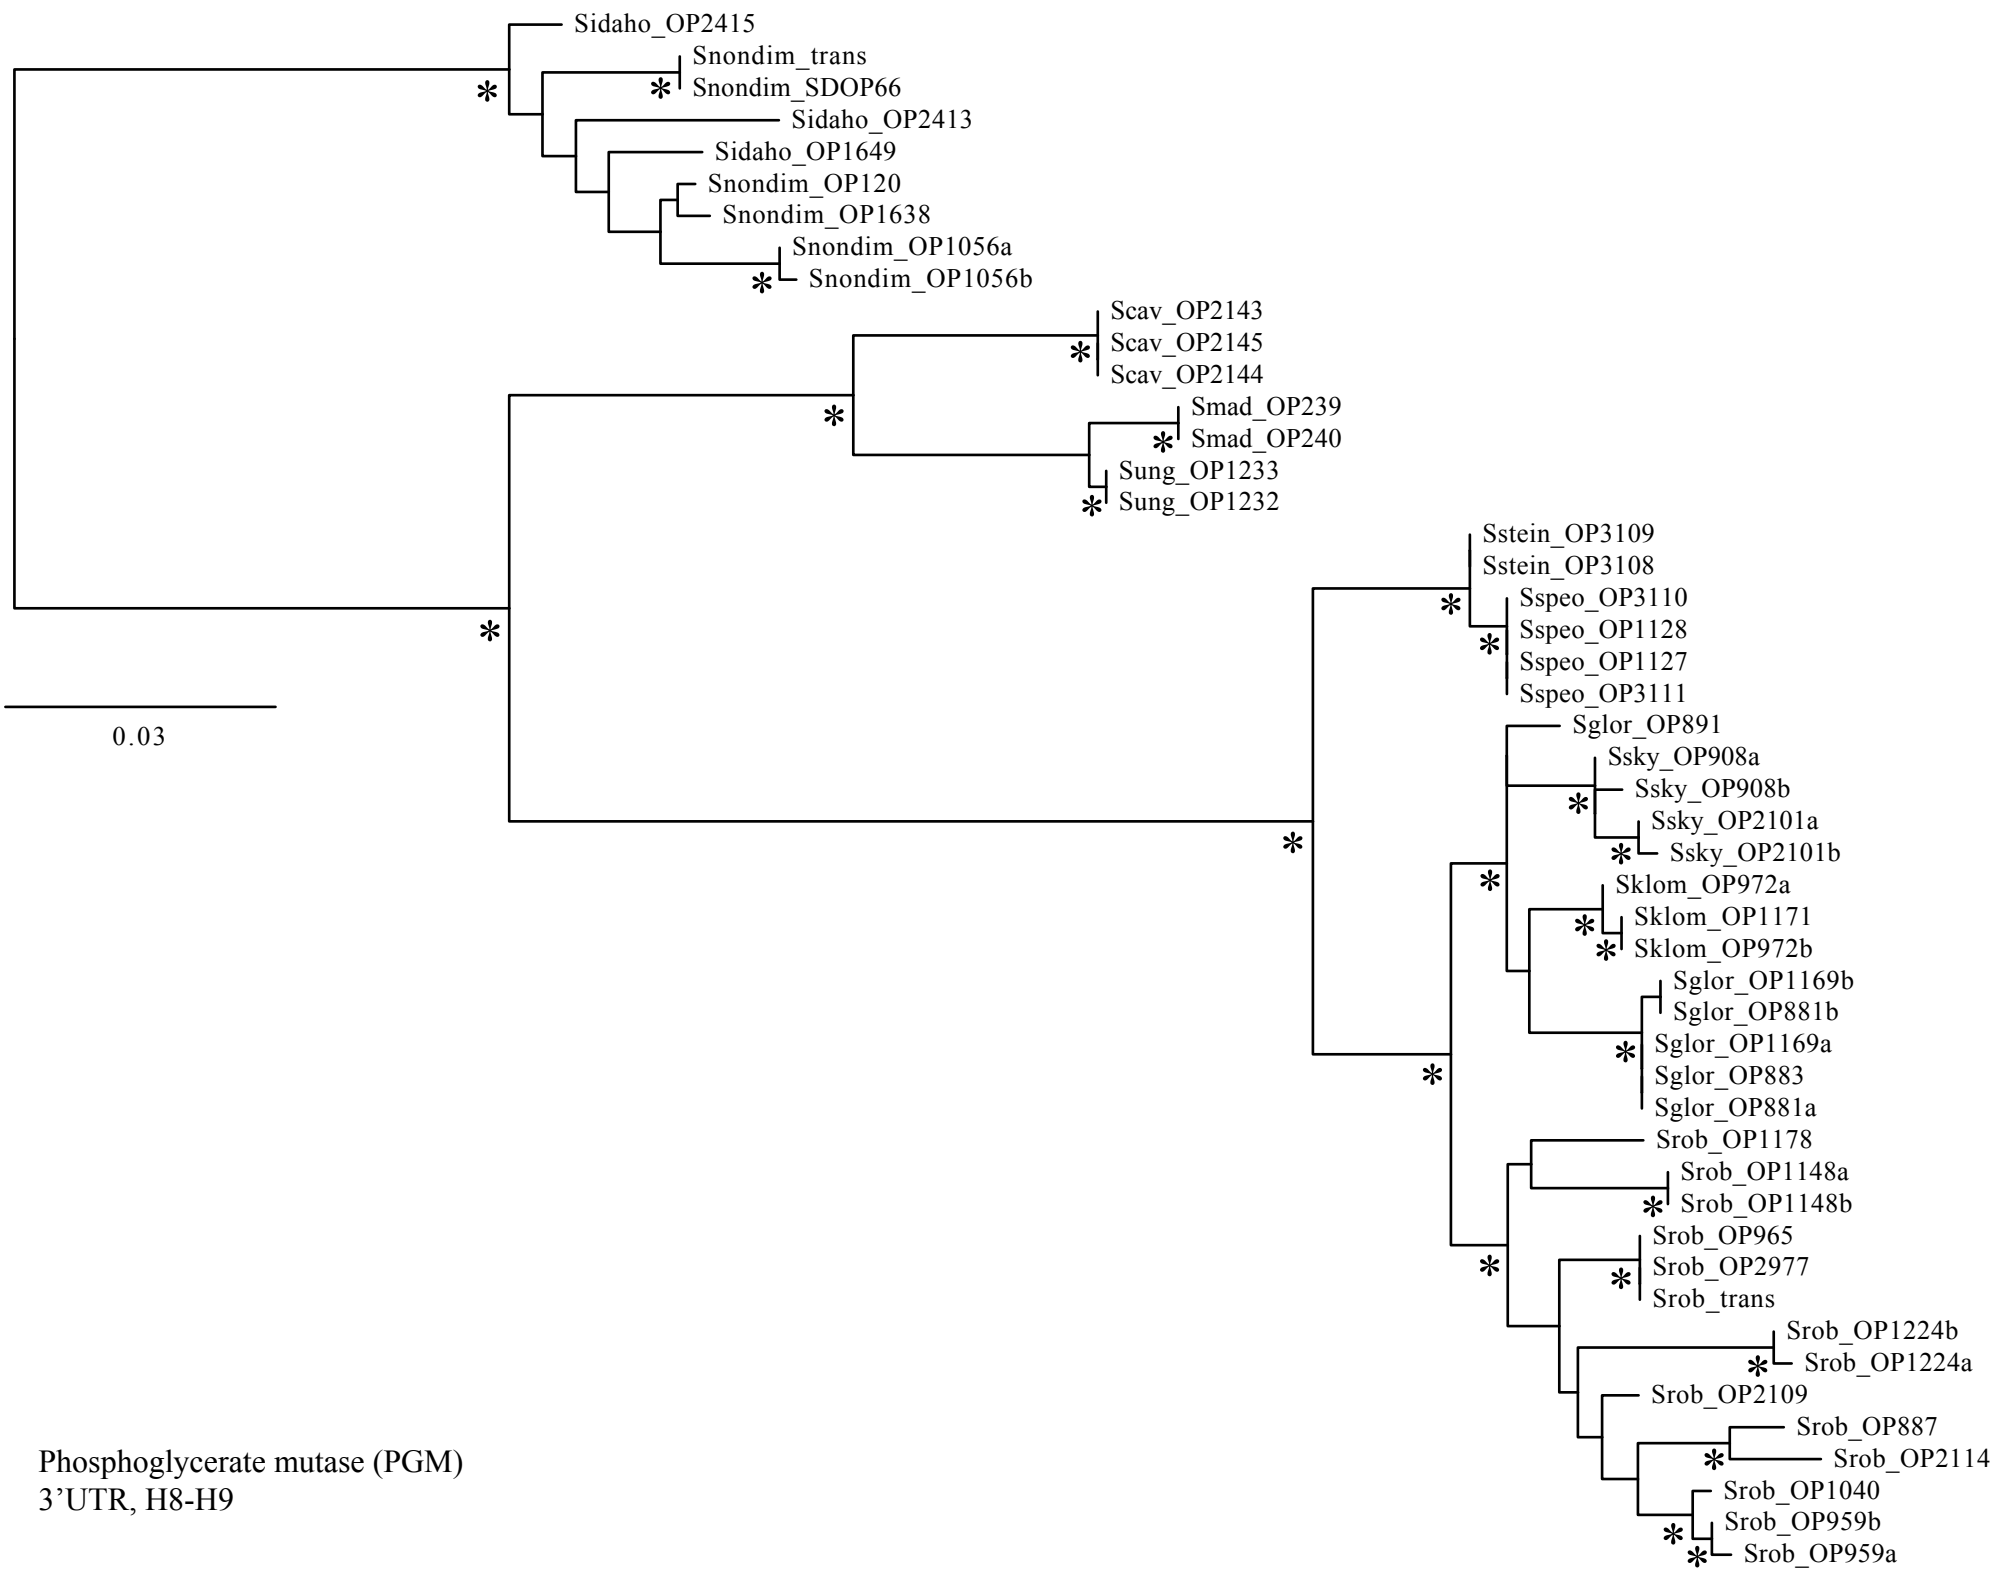 Sidaho_OP2415
Snondim_trans
*
Snondim_SDOP66
*
Sidaho_OP2413
Sidaho_OP1649
Snondim_OP120
Snondim_OP1638
Snondim_OP1056a
*
Snondim_OP1056b
Scav_OP2143
*
Scav_OP2145
Scav_OP2144
*
Smad_OP239
*
Smad_OP240
Sung_OP1233
*
Sung_OP1232
Sstein_OP3109
Sstein_OP3108
*
Sspeo_OP3110
*
Sspeo_OP1128
*
Sspeo_OP1127
Sspeo_OP3111
0.03
Sglor_OP891
Ssky_OP908a
*
Ssky_OP908b
Ssky_OP2101a
*
*
Ssky_OP2101b
*
Sklom_OP972a
*
Sklom_OP1171
*
Sklom_OP972b
Sglor_OP1169b
Sglor_OP881b
*
Sglor_OP1169a
*
Sglor_OP883
Sglor_OP881a
Srob_OP1178
Srob_OP1148a
*
Srob_OP1148b
Srob_OP965
*
*
Srob_OP2977
Srob_trans
Srob_OP1224b
*
Srob_OP1224a
Srob_OP2109
Srob_OP887
*
Srob_OP2114
Srob_OP1040
*
Srob_OP959b
*
Srob_OP959a
Phosphoglycerate mutase (PGM)
3’UTR, H8-H9